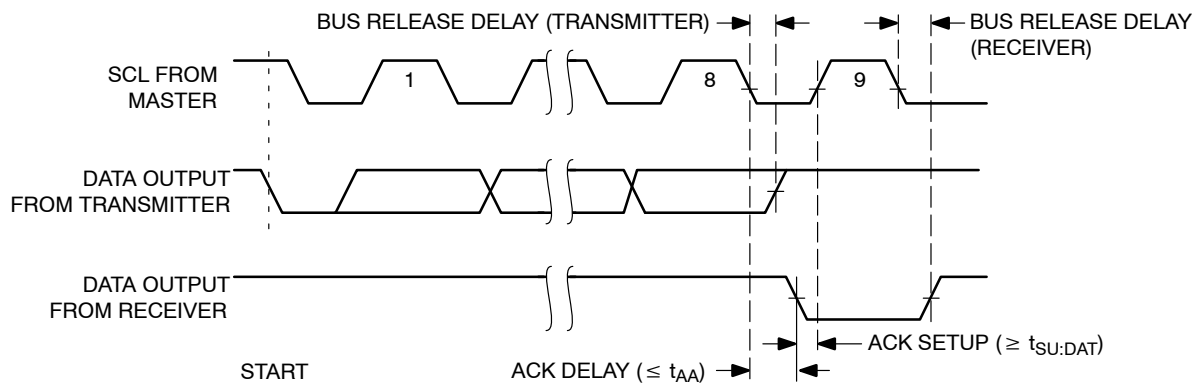 BUS RELEASE DELAY (TRANSMITTER)
BUS RELEASE DELAY
(RECEIVER)
SCL FROM
MASTER
1
8
9
DATA OUTPUT
FROM TRANSMITTER
DATA OUTPUT
FROM RECEIVER
ACK SETUP (≥ tSU:DAT)
START
ACK DELAY (≤ tAA)